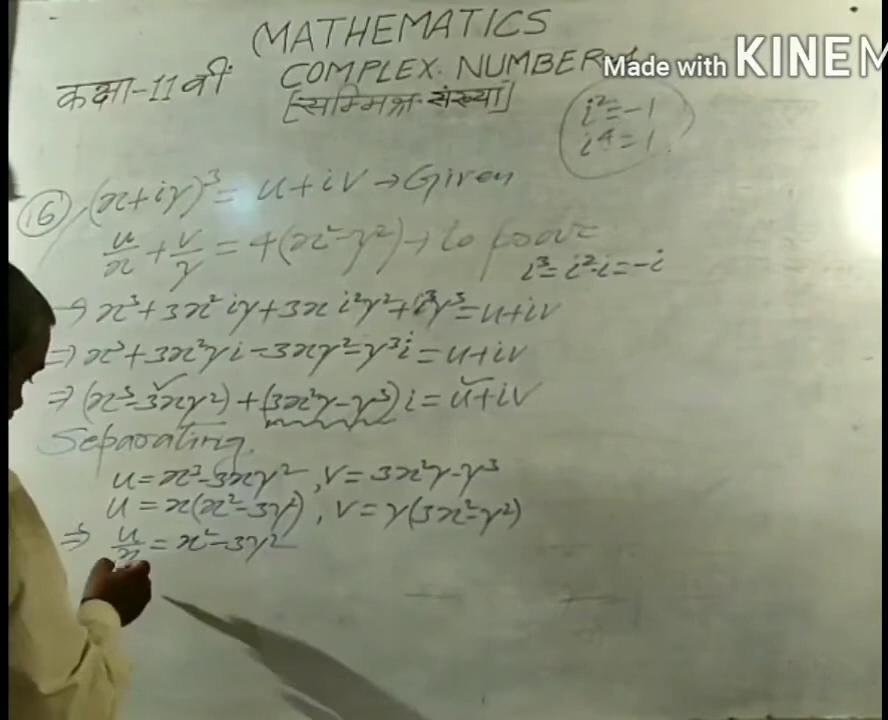 MATHEMATICS
कक्षा-11वीं COMPLEX NUMBER
Made with KINEM
[सम्मिश्र संख्या]
i²=-1
i⁴=1
(16) (x+iy)³ = u+iv → Given
u/x + v/y = 4(x²-y²) → to prove
i³=i²·i=-i
⇒ x³+3x²iy+3xi²y²+i³y³=u+iv
⇒ x³+3x²yi-3xy²-y³i=u+iv
⇒ (x³-3xy²)+(3x²y-y³)i=u+iv
Separating
u=x³-3xy², v=3x²y-y³
u=x(x²-3y²), v=y(3x²-y²)
⇒ u/x = x²-3y²